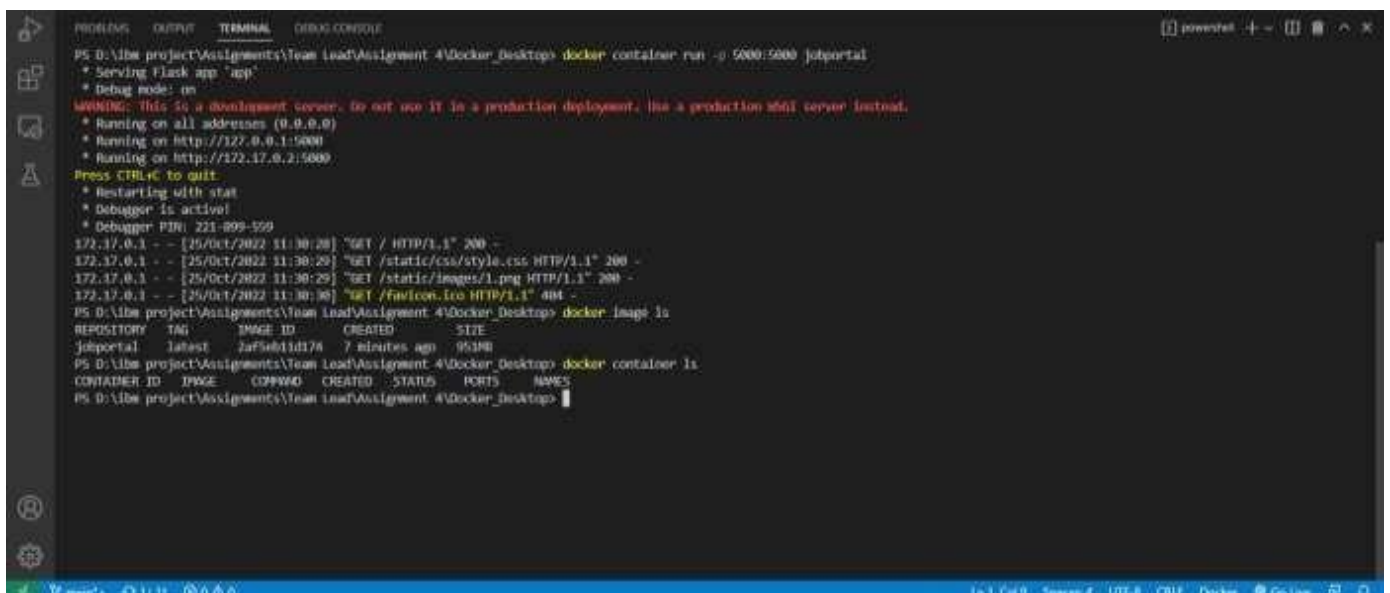 PROBLEMS OUTPUT TERMINAL DEBUG CONSOLE powershell
PS D:\ibm project\Assignments\Team Lead\Assignment 4\Docker_Desktop> docker container run -p 5000:5000 jobportal
* Serving Flask app 'app'
* Debug mode: on
WARNING: This is a development server. Do not use it in a production deployment. Use a production WSGI server instead.
* Running on all addresses (0.0.0.0)
* Running on http://127.0.0.1:5000
* Running on http://172.17.0.2:5000
Press CTRL+C to quit
* Restarting with stat
* Debugger is active!
* Debugger PIN: 221-899-559
172.17.0.1 - - [25/Oct/2022 11:30:28] "GET / HTTP/1.1" 200 -
172.17.0.1 - - [25/Oct/2022 11:30:29] "GET /static/css/style.css HTTP/1.1" 200 -
172.17.0.1 - - [25/Oct/2022 11:30:29] "GET /static/images/1.png HTTP/1.1" 200 -
172.17.0.1 - - [25/Oct/2022 11:30:30] "GET /favicon.ico HTTP/1.1" 404 -
PS D:\ibm project\Assignments\Team Lead\Assignment 4\Docker_Desktop> docker image ls
REPOSITORY TAG IMAGE ID CREATED SIZE
jobportal latest 7 minutes ago 951MB
PS D:\ibm project\Assignments\Team Lead\Assignment 4\Docker_Desktop> docker container ls
CONTAINER ID IMAGE COMMAND CREATED STATUS PORTS NAMES
PS D:\ibm project\Assignments\Team Lead\Assignment 4\Docker_Desktop>